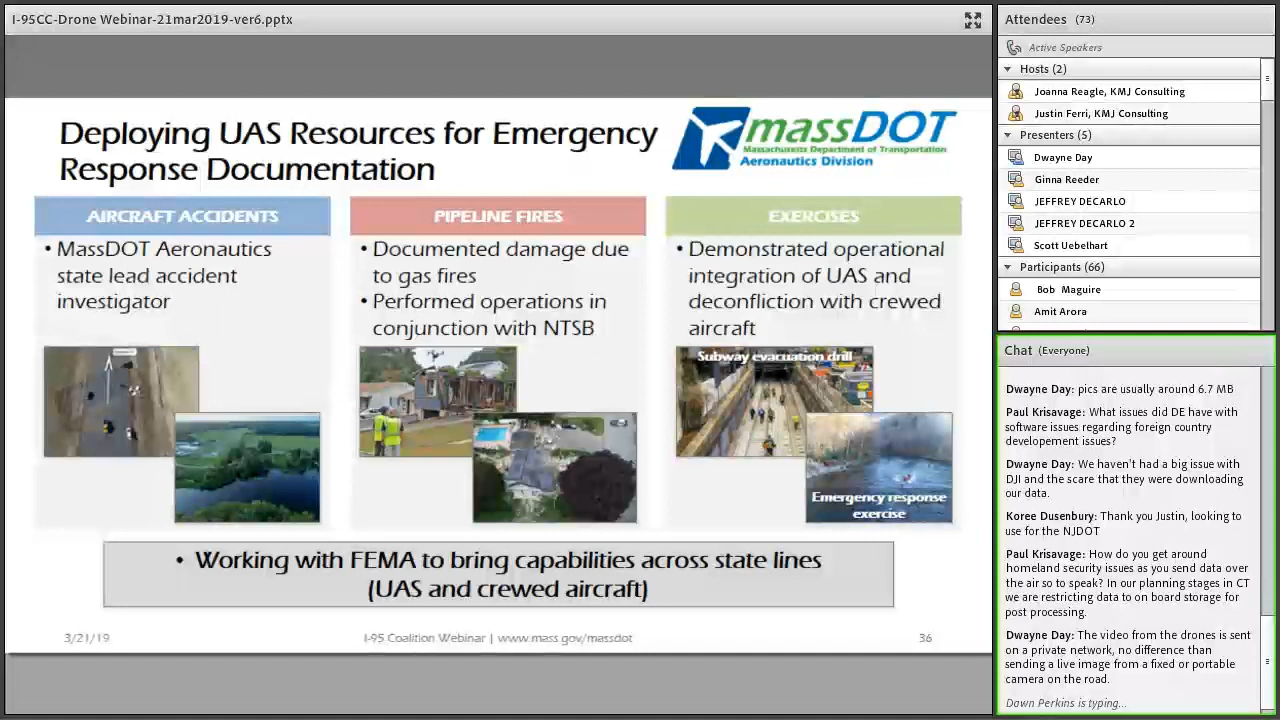 I-95CC-Drone Webinar-21mar2019-ver6.pptx
Deploying UAS Resources for Emergency
Response Documentation
massDOT
Massachusetts Department of Transportation
Aeronautics Division
AIRCRAFT ACCIDENTS
• MassDOT Aeronautics
state lead accident
investigator
PIPELINE FIRES
• Documented damage due
to gas fires
• Performed operations in
conjunction with NTSB
EXERCISES
• Demonstrated operational
integration of UAS and
deconfliction with crewed
aircraft
Subway evacuation drill
Emergency response
exercise
• Working with FEMA to bring capabilities across state lines
(UAS and crewed aircraft)
3/21/19
I-95 Coalition Webinar | www.mass.gov/massdot
36
Attendees (73)
Active Speakers
Hosts (2)
Joanna Reagle, KMJ Consulting
Justin Ferri, KMJ Consulting
Presenters (5)
Dwayne Day
Ginna Reeder
JEFFREY DECARLO
JEFFREY DECARLO 2
Scott Uebelhart
Participants (66)
Bob Maguire
Amit Arora
Chat (Everyone)
Dwayne Day: pics are usually around 6.7 MB
Paul Krisavage: What issues did DE have with
software issues regarding foreign country
developement issues?
Dwayne Day: We haven't had a big issue with
DJI and the scare that they were downloading
our data.
Koree Dusenbury: Thank you Justin, looking to
use for the NJDOT
Paul Krisavage: How do you get around
homeland security issues as you send data over
the air so to speak? In our planning stages in CT
we are restricting data to on board storage for
post processing.
Dwayne Day: The video from the drones is sent
on a private network, no difference than
sending a live image from a fixed or portable
camera on the road.
Dawn Perkins is typing...